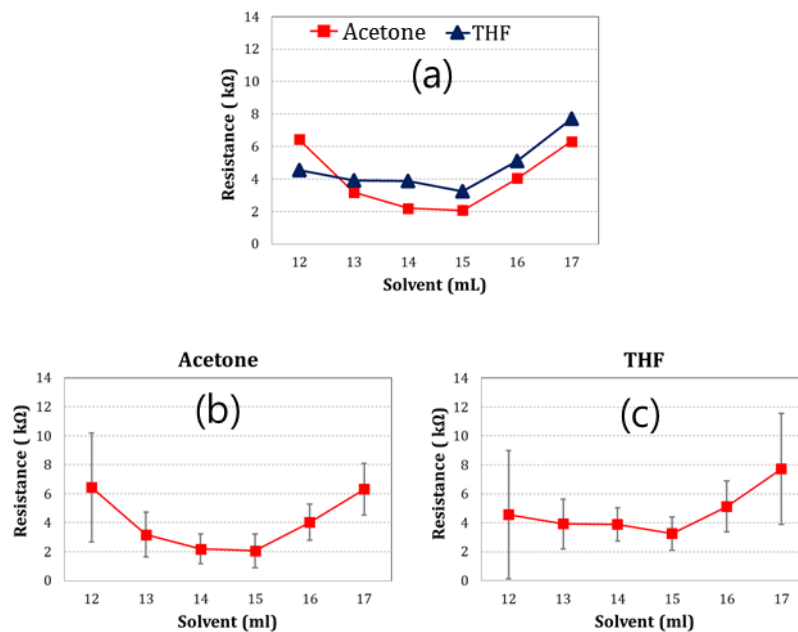 Acetone THF
(a)
Resistance ( kΩ)
14
12
10
8
6
4
2
0
12 13 14 15 16 17
Solvent (mL)
Acetone
(b)
Resistance ( kΩ)
14
12
10
8
6
4
2
0
12 13 14 15 16 17
Solvent (ml)
THF
(c)
Resistance ( kΩ)
14
12
10
8
6
4
2
0
12 13 14 15 16 17
Solvent (ml)